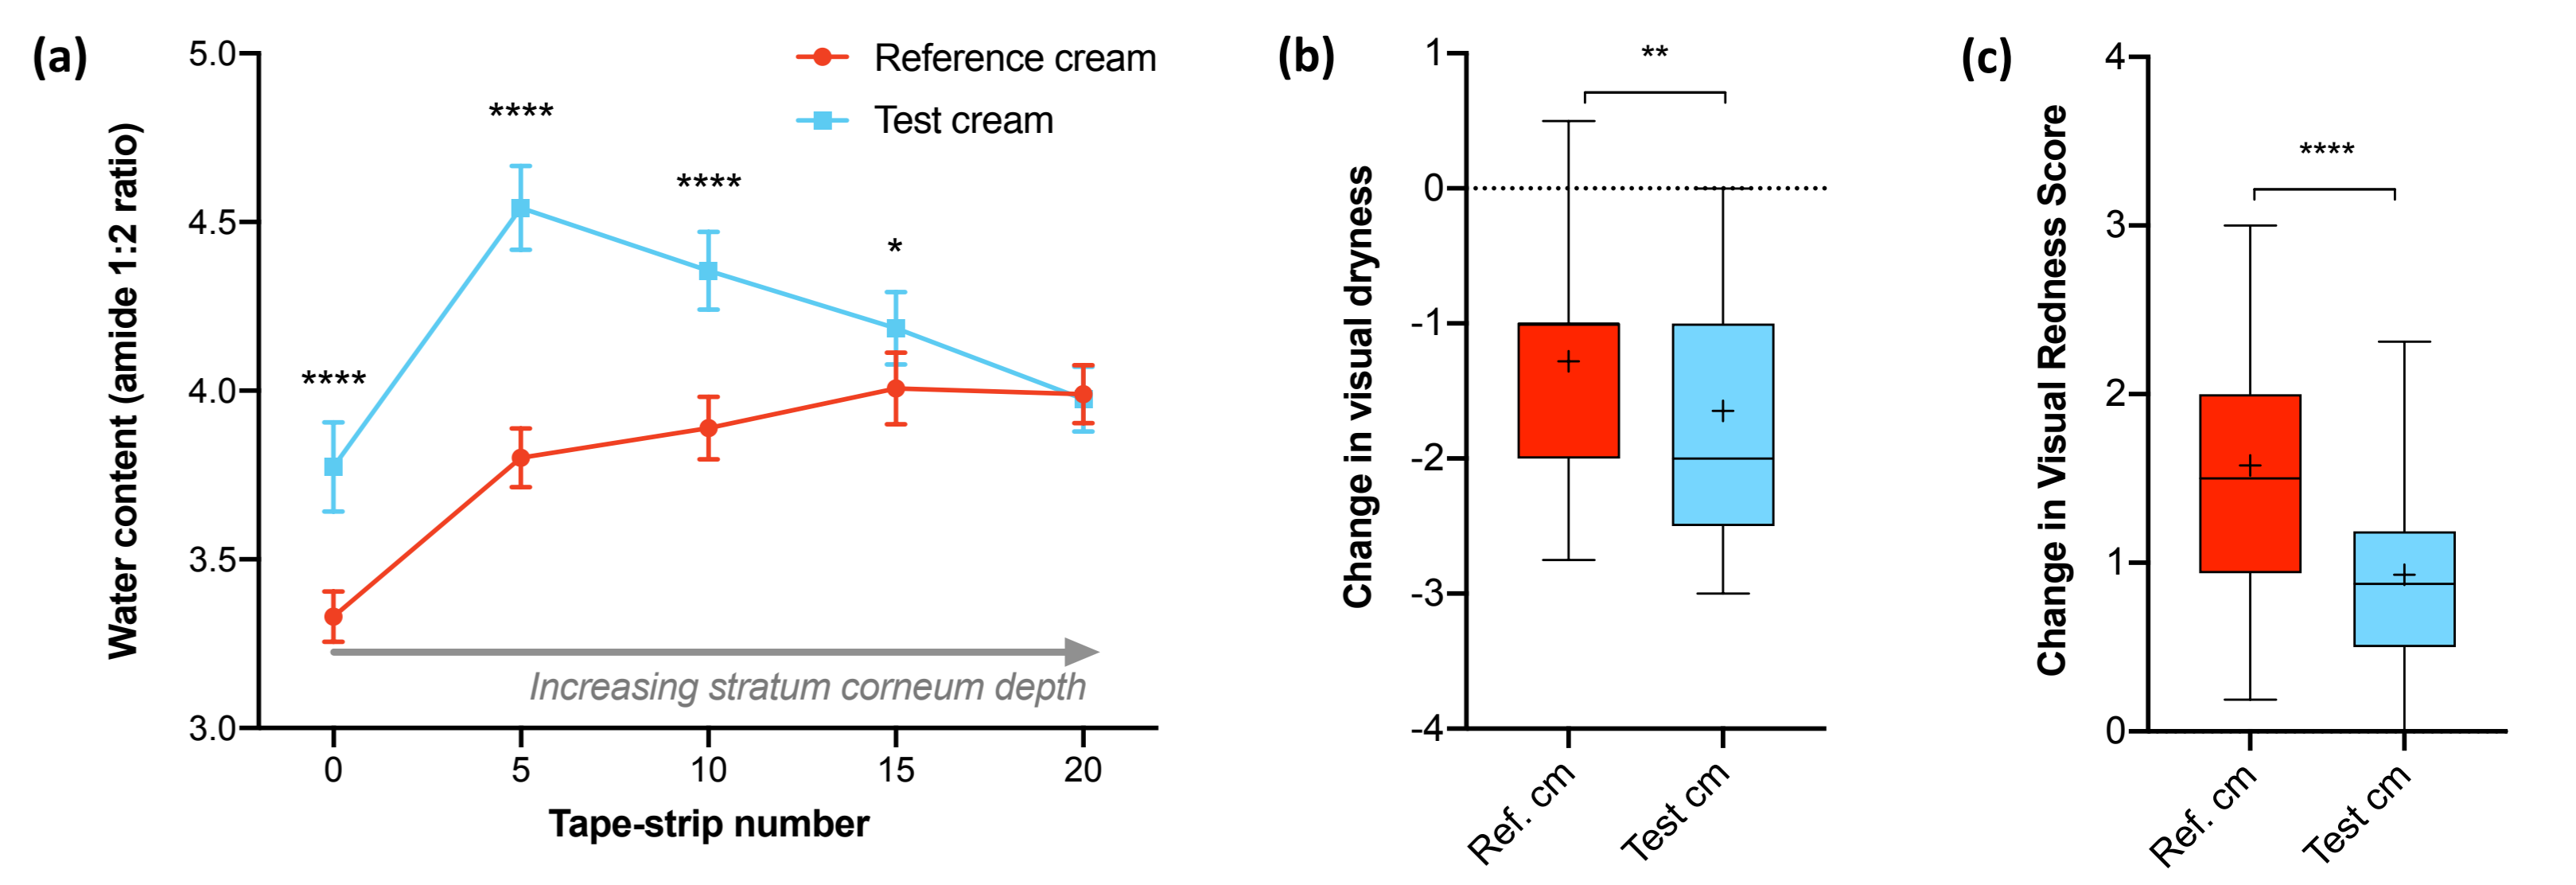 (a)
Water content (amide 1:2 ratio)
5.0
4.5
4.0
3.5
3.0
Reference cream
Test cream
****
****
****
*
Increasing stratum corneum depth
0 5 10 15 20
Tape-strip number
(b)
Change in visual dryness
1
0
-1
-2
-3
-4
**
Ref. cm
Test cm
(c)
Change in Visual Redness Score
4
3
2
1
0
****
Ref. cm
Test cm